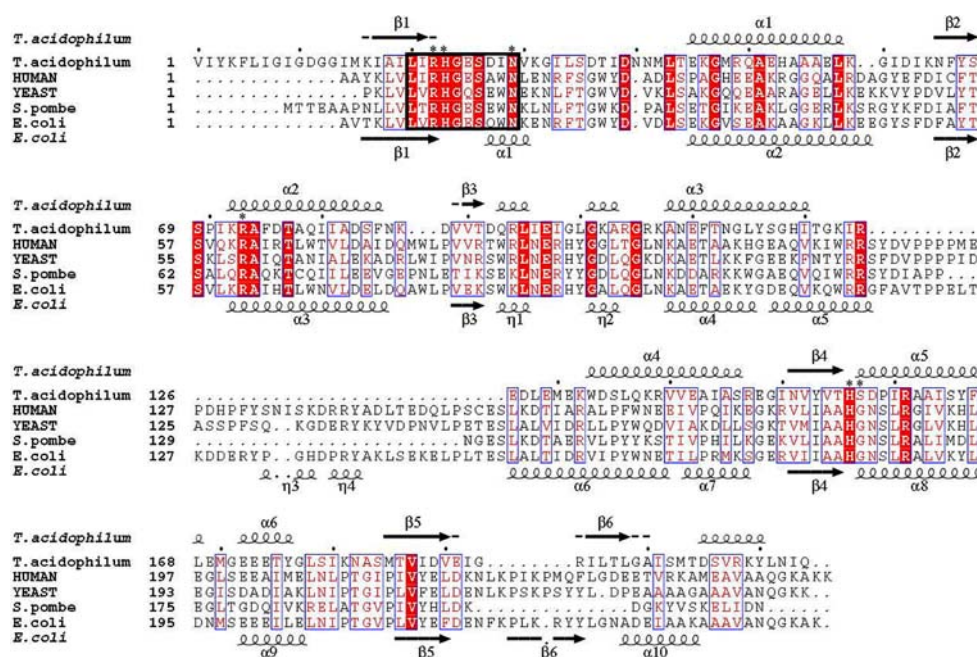 β1 α1 β2
T.acidophilum
* * *
T.acidophilum 1 VIYKFLIGIGDGGIMKIAILIRHGESDINVKGILSDTIDNNMLTEKGMRQAEHAAAELK..GIDIKNFYS
HUMAN 1 ...............AAYKLVLIRHGESAWNLENRFSGWYD.ADLSPAGHEEAKRGGQALRDAGYEFDICFT
YEAST 1 .................PKLVLVRHGQSEWNEKNLFTGWVD.VKLSAKGQQEAARAGELLKEKKVYPDVLYT
S.pombe 1 .........MTTEAAPNLLVLTRHGESEWNKLNLFTGWKD.PALSETGIKEAKLGGERLKSRGYKFDIAFT
E.coli 1 ..............AVTKLVLVRHGESQWNKENRFTGWYD.VDLSEKGVSEAKAAGKLLKEEGYSFDFAYT
E.coli
β1 α1 α2 β2
α2 β3 α3
T.acidophilum
*
T.acidophilum 69 SPIKRAFDTAQIIADSFNK...DVVTDQRLIEIGLGKARGRKANEPTNGLYSGHITGKIR
HUMAN 57 SVQKRAIRTLWTVLDAIDQMWLPVVRTWRLNERHYGGLTGLNKAETAAKHGEAQVKIWRRSYDVPPPPME
YEAST 55 SKLSRAIQTANIALEKADRLWIPVNRSWRLNERHYGDLQGKDKAETLKKFGEEKFNTYRRSFDVPPPPID
S.pombe 62 SALQRAQKTCQIILEEVGEPNLETIKSEKLNERYYGDLQGLNKDDARKKWGAEQVQIWRRSYDIAPP...
E.coli 57 SVLKRAIHTLWNVLDELDQAWLPVEKSWKLNERHYGALQGLNKAETAEKYGDEQVKQWRRGFAVTPPELT
E.coli
α3 β3 η1 η2 α4 α5
α4 β4 α5
T.acidophilum
* *
T.acidophilum 126 EDLEMEKWDSLQKRVVEAIASREGINVYVTHSDPIRAAISYF
HUMAN 127 PDHPFYSNISKDRRYADLTEDQLPSCESLKDTIARALPFWNEEIVPQIKEGKRVLIAAHGNSLRGIVKHL
YEAST 125 ASSPFSQ...KGDERYKYVDPNVLPETESLALVIDRLLPYWQDVIAKDLLSGKTVMIAAHGNSLRGLVKHL
S.pombe 129 NGESLKDTAERVLPYYKSTIVPHILKGEKVLIAAHGNSLRALIMDL
E.coli 127 KDDERYPG...HDPRYAKLSEKELPLTESLALTIDRVIPYWNETILPRMKSGERVIIAAHGNSLRALVKYL
E.coli
η3 η4 α6 α7 β4 α8
α6 β5 β6
T.acidophilum
T.acidophilum 168 LEMGEEETYGLSIKNASMTVIDVEIG.......RILTLGAISMTDSVRKYLNIQ..
HUMAN 197 EGLSEEAIMELNLPTGIPIVYELDKNLKPIKPMQFLGDEETVRKAMEAVAAQGKAKK
YEAST 193 EGISDADIAKLNIPTGIPLVFELDENLKPSKPSYYLDPEAAAAGAAAVANQGKPKK
S.pombe 175 EGLTGDQIVKRELATGVPIVYHLDK..........DGKYVSKELIDN
E.coli 195 DNMSEEEILELNIPTGVPLVYEFDENFKPLK.RYYLGNADEIAAKAAAVANQGKAK
E.coli
α9 β5 β6 α10